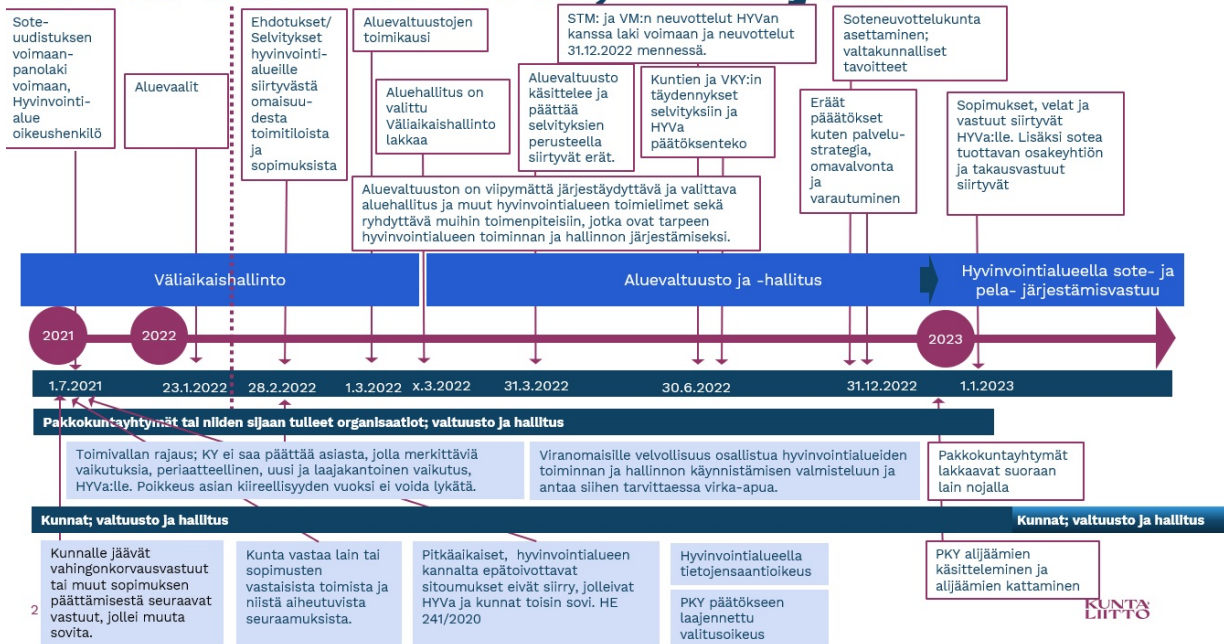 Sote-
uudistuksen
voimaan-
panolaki
voimaan,
Hyvinvointi-
alue
oikeushenkilö
Aluevaalit
Ehdotukset/
Selvitykset
hyvinvointi-
alueille
siirtyvästä
omaisuu-
desta
toimitiloista
ja
sopimuksista
Aluevaltuustojen
toimikausi
Aluehallitus on
valittu
Väliaikaishallinto
lakkaa
Aluevaltuusto
käsittelee ja
päättää
selvityksien
perusteella
siirtyvät erät.
STM: ja VM:n neuvottelut HYVan
kanssa laki voimaan ja neuvottelut
31.12.2022 mennessä.
Kuntien ja VKY:in
täydennykset
selvityksiin ja
HYVa
päätöksenteko
Soteneuvottelukunta
asettaminen;
valtakunnalliset
tavoitteet
Eräät
pääätökset
kuten palvelu-
strategia,
omavalvonta
ja
varautuminen
Sopimukset, velat ja
vastuut siirtyvät
HYVa:lle. Lisäksi sotea
tuottavan osakeyhtiön
ja takausvastuut
siirtyvät
Aluevaltuuston on viipymättä järjestäydyttävä ja valittava
aluehallitus ja muut hyvinvointialueen toimielimet sekä
ryhdyttävä muihin toimenpiteisiin, jotka ovat tarpeen
hyvinvointialueen toiminnan ja hallinnon järjestämiseksi.
Väliaikaishallinto
Aluevaltuusto ja -hallitus
Hyvinvointialueella sote- ja
pela- järjestämisvastuu
2021
2022
2023
1.7.2021
23.1.2022
28.2.2022
1.3.2022
x.3.2022
31.3.2022
30.6.2022
31.12.2022
1.1.2023
Pakkokuntayhtymät tai niiden sijaan tulleet organisaatiot; valtuusto ja hallitus
Toimivallan rajaus; KY ei saa päättää asiasta, jolla merkittäviä
vaikutuksia, periaatteellinen, uusi ja laajakantoinen vaikutus,
HYVa:lle. Poikkeus asian kiireellisyyden vuoksi ei voida lykätä.
Viranomaisille velvollisuus osallistua hyvinvointialueiden
toiminnan ja hallinnon käynnistämisen valmisteluun ja
antaa siihen tarvittaessa virka-apua.
Pakkokuntayhtymät
lakkaavat suoraan
lain nojalla
Kunnat; valtuusto ja hallitus
Kunnat; valtuusto ja hallitus
Kunnalle jäävät
vahingonkorvausvastuut
tai muut sopimuksen
päättämisestä seuraavat
vastuut, jollei muuta
sovita.
Kunta vastaa lain tai
sopimusten
vastaisista toimista ja
niistä aiheutuvista
seuraamuksista.
Pitkäaikaiset, hyvinvointialueen
kannalta epätoivottavat
sitoumukset eivät siirry, jolleivat
HYVa ja kunnat toisin sovi. HE
241/2020
Hyvinvointialueella
tietojensaantioikeus
PKY päätökseen
laajennettu
valitusoikeus
PKY alijäämien
käsitteleminen ja
alijäämien kattaminen
2
KUNTA
LIITTO